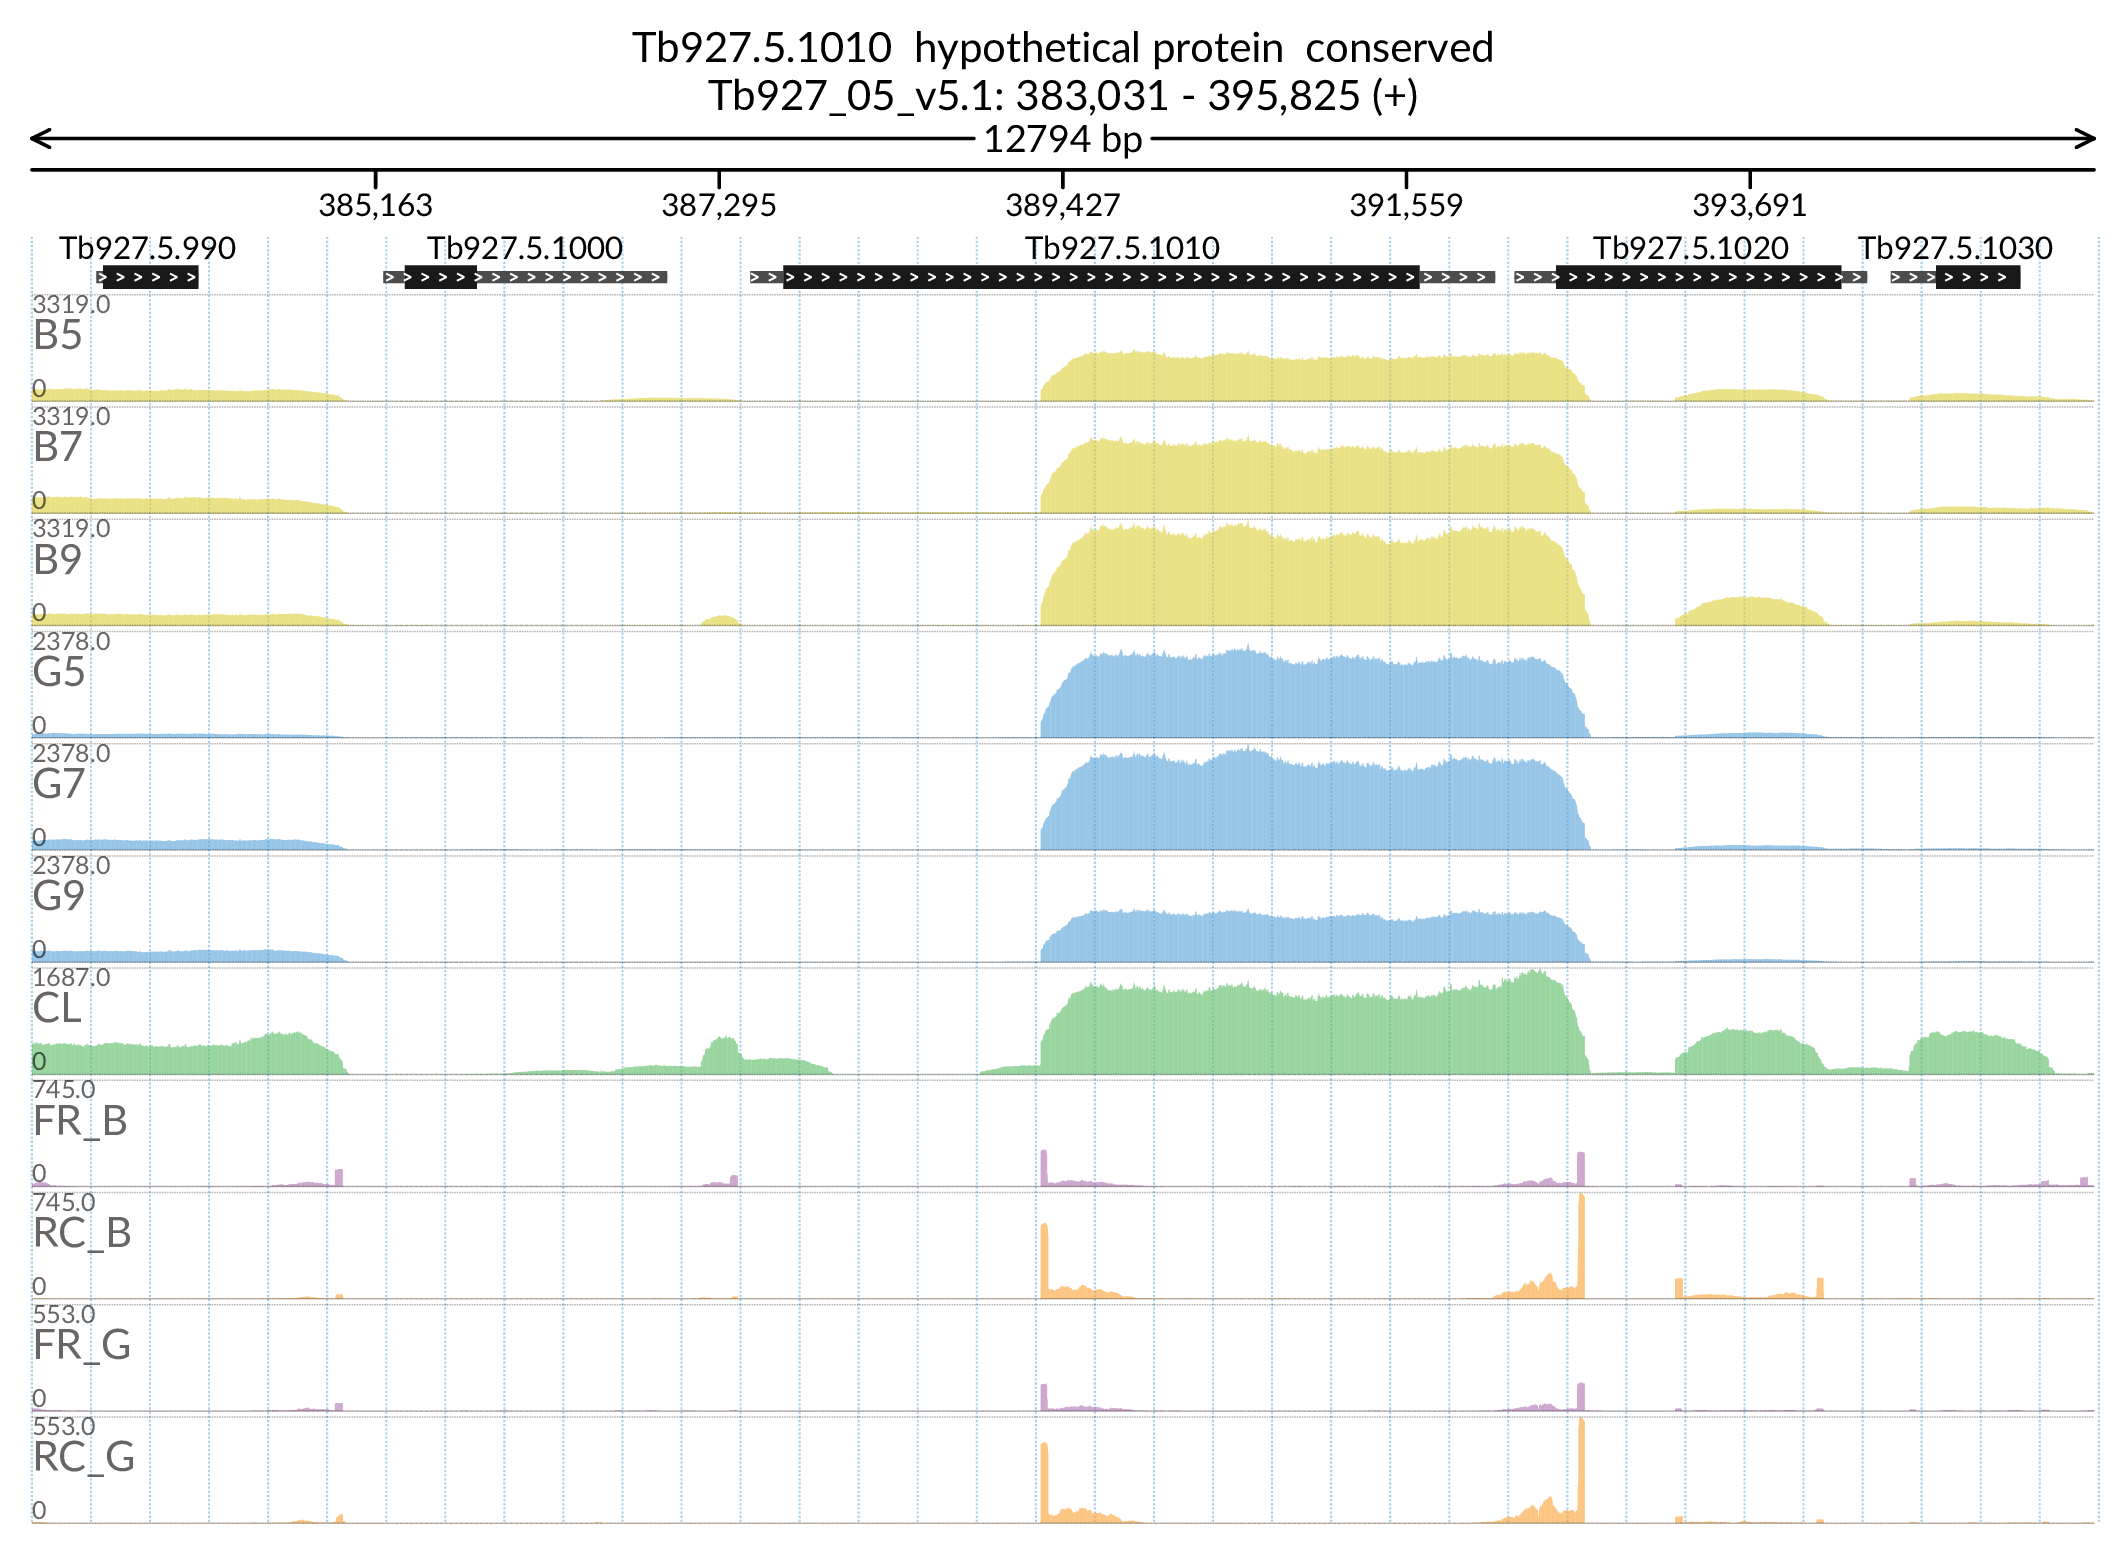 Tb927.5.1010  hypothetical protein  conserved
Tb927_05_v5.1: 383,031 - 395,825 (+)
12794 bp
385,163 387,295 389,427 391,559 393,691
Tb927.5.990 Tb927.5.1000 Tb927.5.1010 Tb927.5.1020 Tb927.5.1030
3319.0
B5
0
3319.0
B7
0
3319.0
B9
0
2378.0
G5
0
2378.0
G7
0
2378.0
G9
0
1687.0
CL
0
745.0
FR_B
0
745.0
RC_B
0
553.0
FR_G
0
553.0
RC_G
0